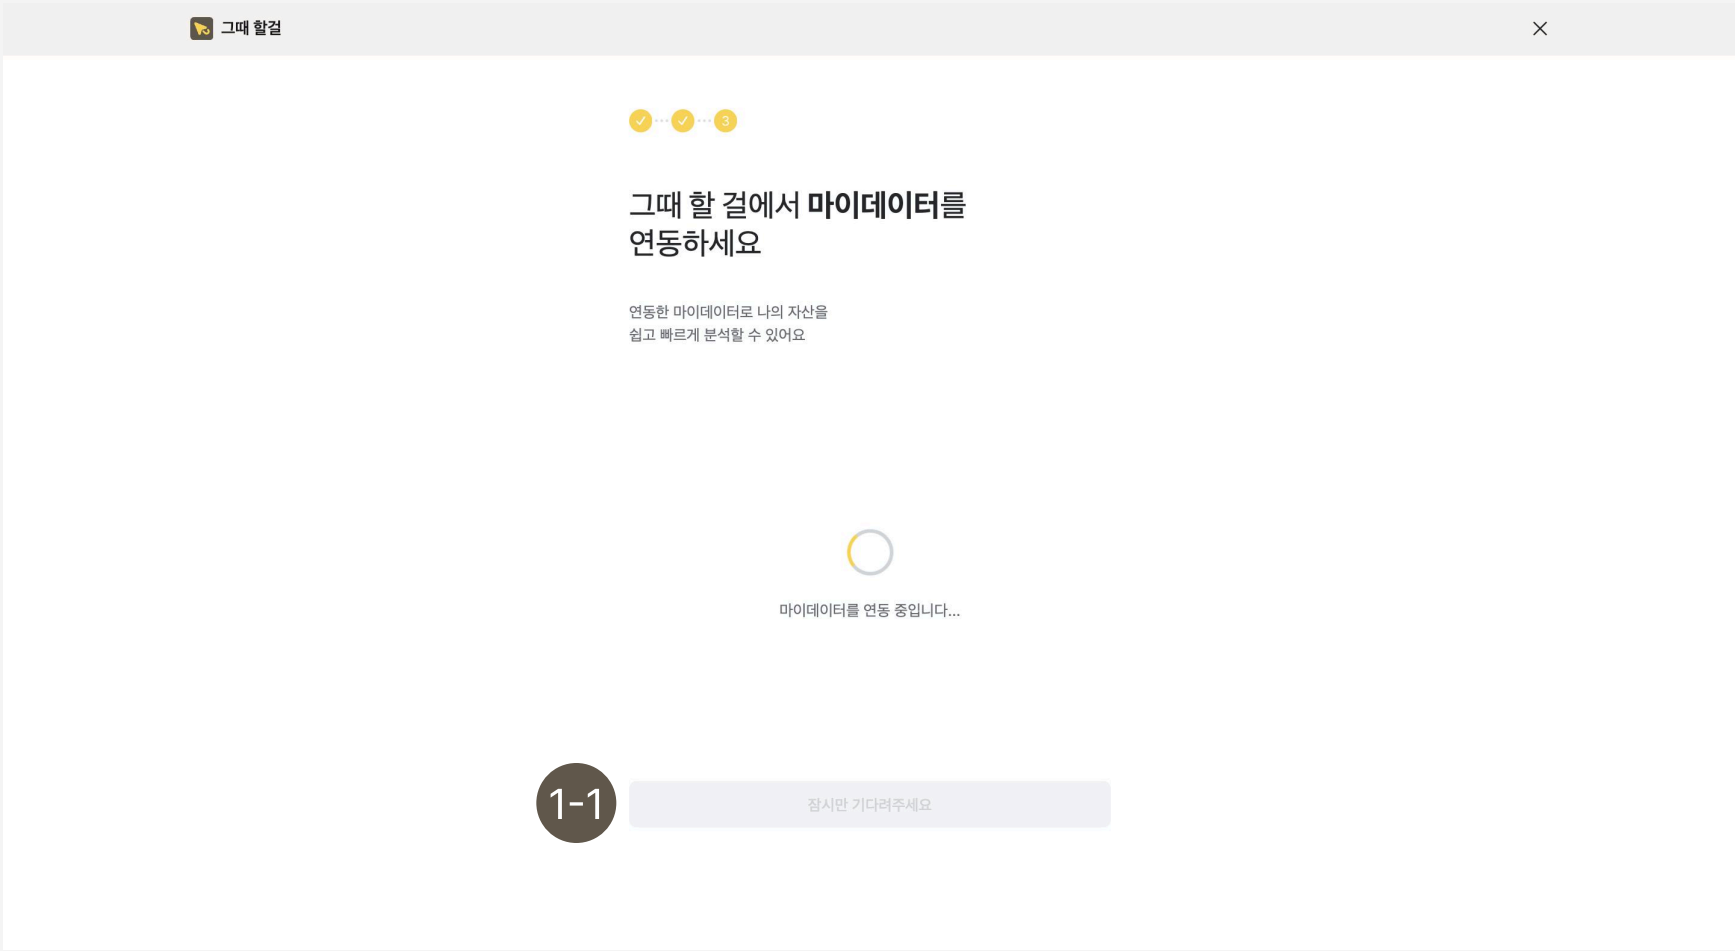 그때 할걸
3
그때 할 걸에서 마이데이터를
연동하세요
연동한 마이데이터로 나의 자산을
쉽고 빠르게 분석할 수 있어요
마이데이터를 연동 중입니다...
1-1
잠시만 기다려주세요